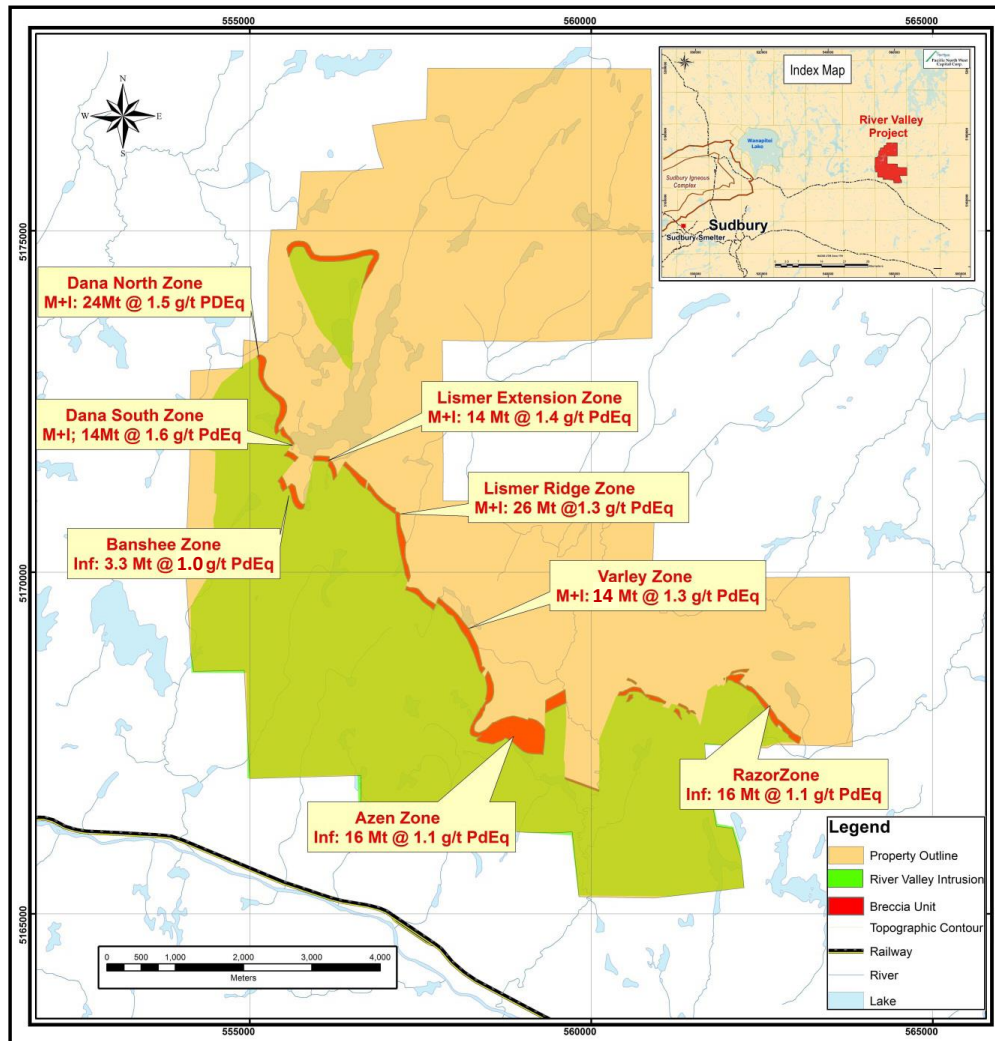 555000
560000
565000
5175000
5170000
5165000
N
W
E
S
Index Map
Pacific North West
Capital Corp.
River Valley
Project
Wanapitei
Lake
Sudbury Igneous
Complex
Sudbury
Sudbury Smelter
Dana North Zone
M+I: 24Mt @ 1.5 g/t PDEq
Dana South Zone
M+I; 14Mt @ 1.6 g/t PdEq
Lismer Extension Zone
M+I: 14 Mt @ 1.4 g/t PdEq
Lismer Ridge Zone
M+I: 26 Mt @1.3 g/t PdEq
Banshee Zone
Inf: 3.3 Mt @ 1.0 g/t PdEq
Varley Zone
M+I: 14 Mt @ 1.3 g/t PdEq
RazorZone
Inf: 16 Mt @ 1.1 g/t PdEq
Azen Zone
Inf: 16 Mt @ 1.1 g/t PdEq
Legend
Property Outline
River Valley Intrusion
Breccia Unit
Topographic Contour
Railway
River
Lake
0 500 1,000 2,000 3,000 4,000
Meters
555000
560000
565000